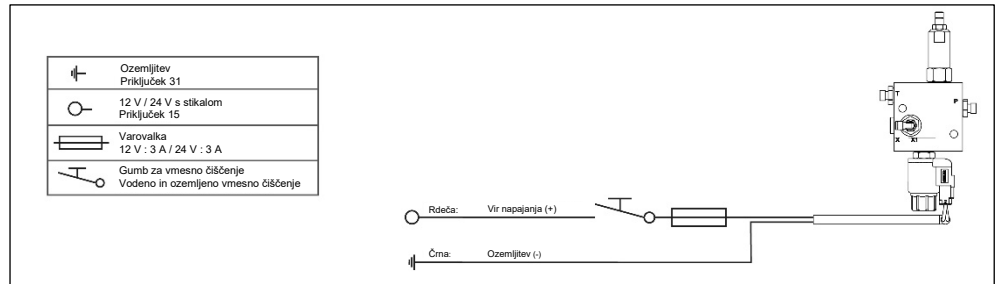 Ozemljitev
Priključek 31
12 V / 24 V s stikalom
Priključek 15
Varovalka
12 V : 3 A / 24 V : 3 A
Gumb za vmesno čiščenje
Vodeno in ozemljeno vmesno čiščenje
T
P
X X1
Rdeča: Vir napajanja (+)
Črna: Ozemljitev (-)